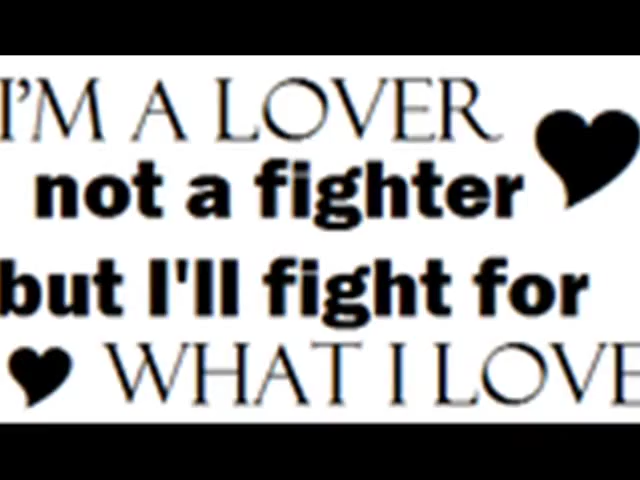 I'M A LOVER
not a fighter
but I'll fight for
WHAT I LOVE